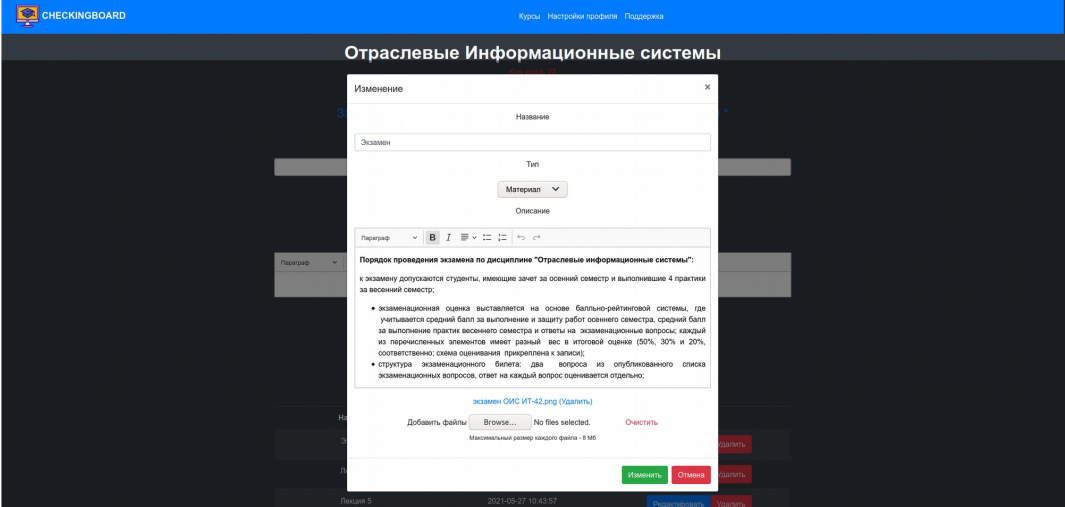 CHECKINGBOARD
Курсы Настройки профиля Поддержка
Отраслевые Информационные системы
Изменение ×
Название
Экзамен
Тип
Материал
Описание
Параграф B I
Порядок проведения экзамена по дисциплине "Отраслевые информационные системы":
к экзамену допускаются студенты, имеющие зачет за осенний семестр и выполнившие 4 практики
за весенний семестр;
• экзаменационная оценка выставляется на основе балльно-рейтинговой системы, где
учитывается средний балл за выполнение и защиту работ осеннего семестра, средний балл
за выполнение практик весеннего семестра и ответы на экзаменационные вопросы; каждый
из перечисленных элементов имеет разный вес в итоговой оценке (50%, 30% и 20%,
соответственно; схема оценивания прикреплена к записи);
• структура экзаменационного билета: два вопроса из опубликованного списка
экзаменационных вопросов, ответ на каждый вопрос оценивается отдельно;
Параграф
экзамен ОИС ИТ-42.png (Удалить)
Добавить файлы Browse... No files selected. Очистить
Максимальный размер каждого файла - 8 Мб
Изменить Отмена
Лекция 5 2021-05-27 10:43:57 Редактировать Удалить